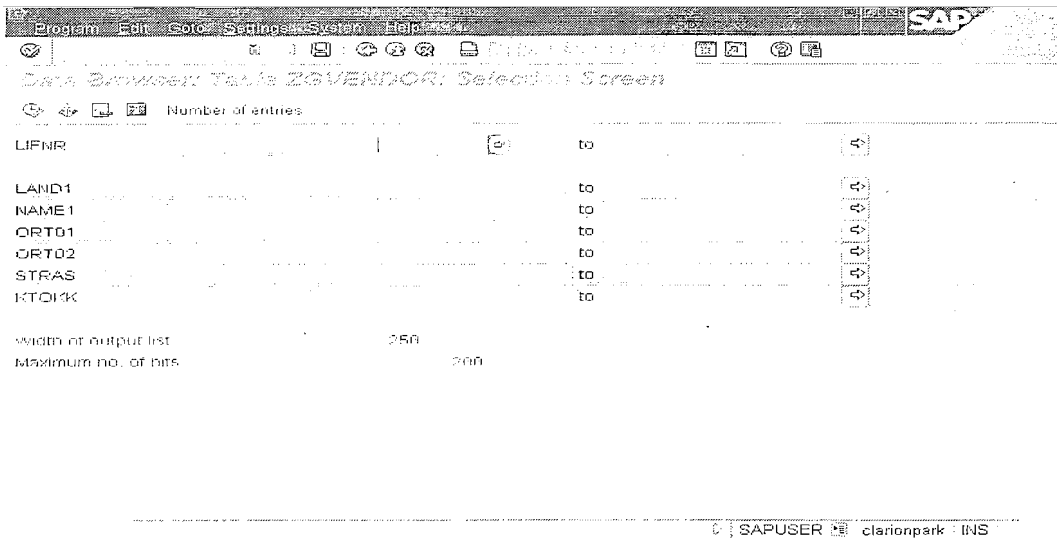 Program Edit Goto Settings System Help
SAP
Data Browser: Table ZGVENDOR: Selection Screen
Number of entries
LIFNR to
LAND1 to
NAME1 to
ORT01 to
ORT02 to
STRAS to
KTOKK to
Width of output list 250
Maximum no. of hits 200
SAPUSER clarionpark INS